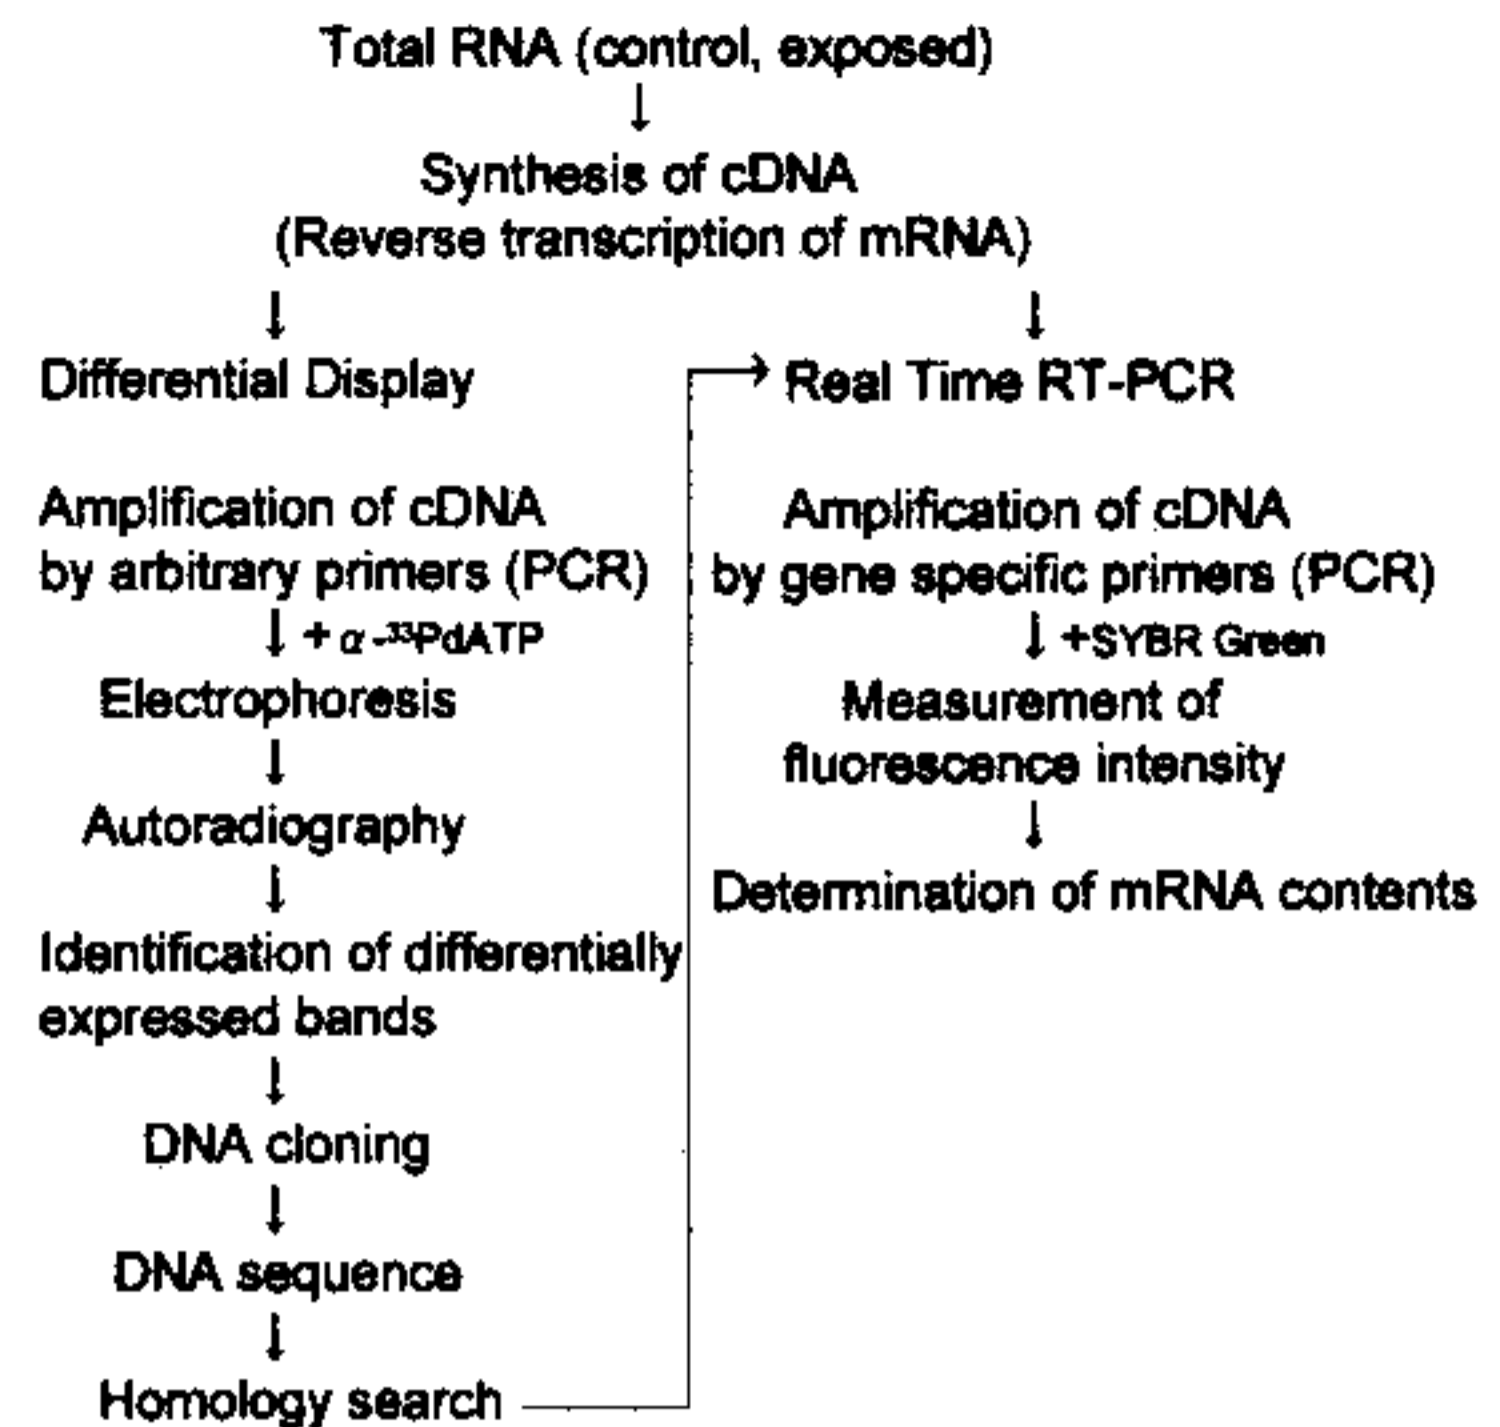 Total RNA (control, exposed)
↓
Synthesis of cDNA
(Reverse transcription of mRNA)
↓ ↓
Differential Display
Amplification of cDNA
by arbitrary primers (PCR)
↓ + α-³³PdATP
Electrophoresis
↓
Autoradiography
↓
Identification of differentially
expressed bands
↓
DNA cloning
↓
DNA sequence
↓
Homology search
→ Real Time RT-PCR
Amplification of cDNA
by gene specific primers (PCR)
↓ +SYBR Green
Measurement of
fluorescence intensity
↓
Determination of mRNA contents